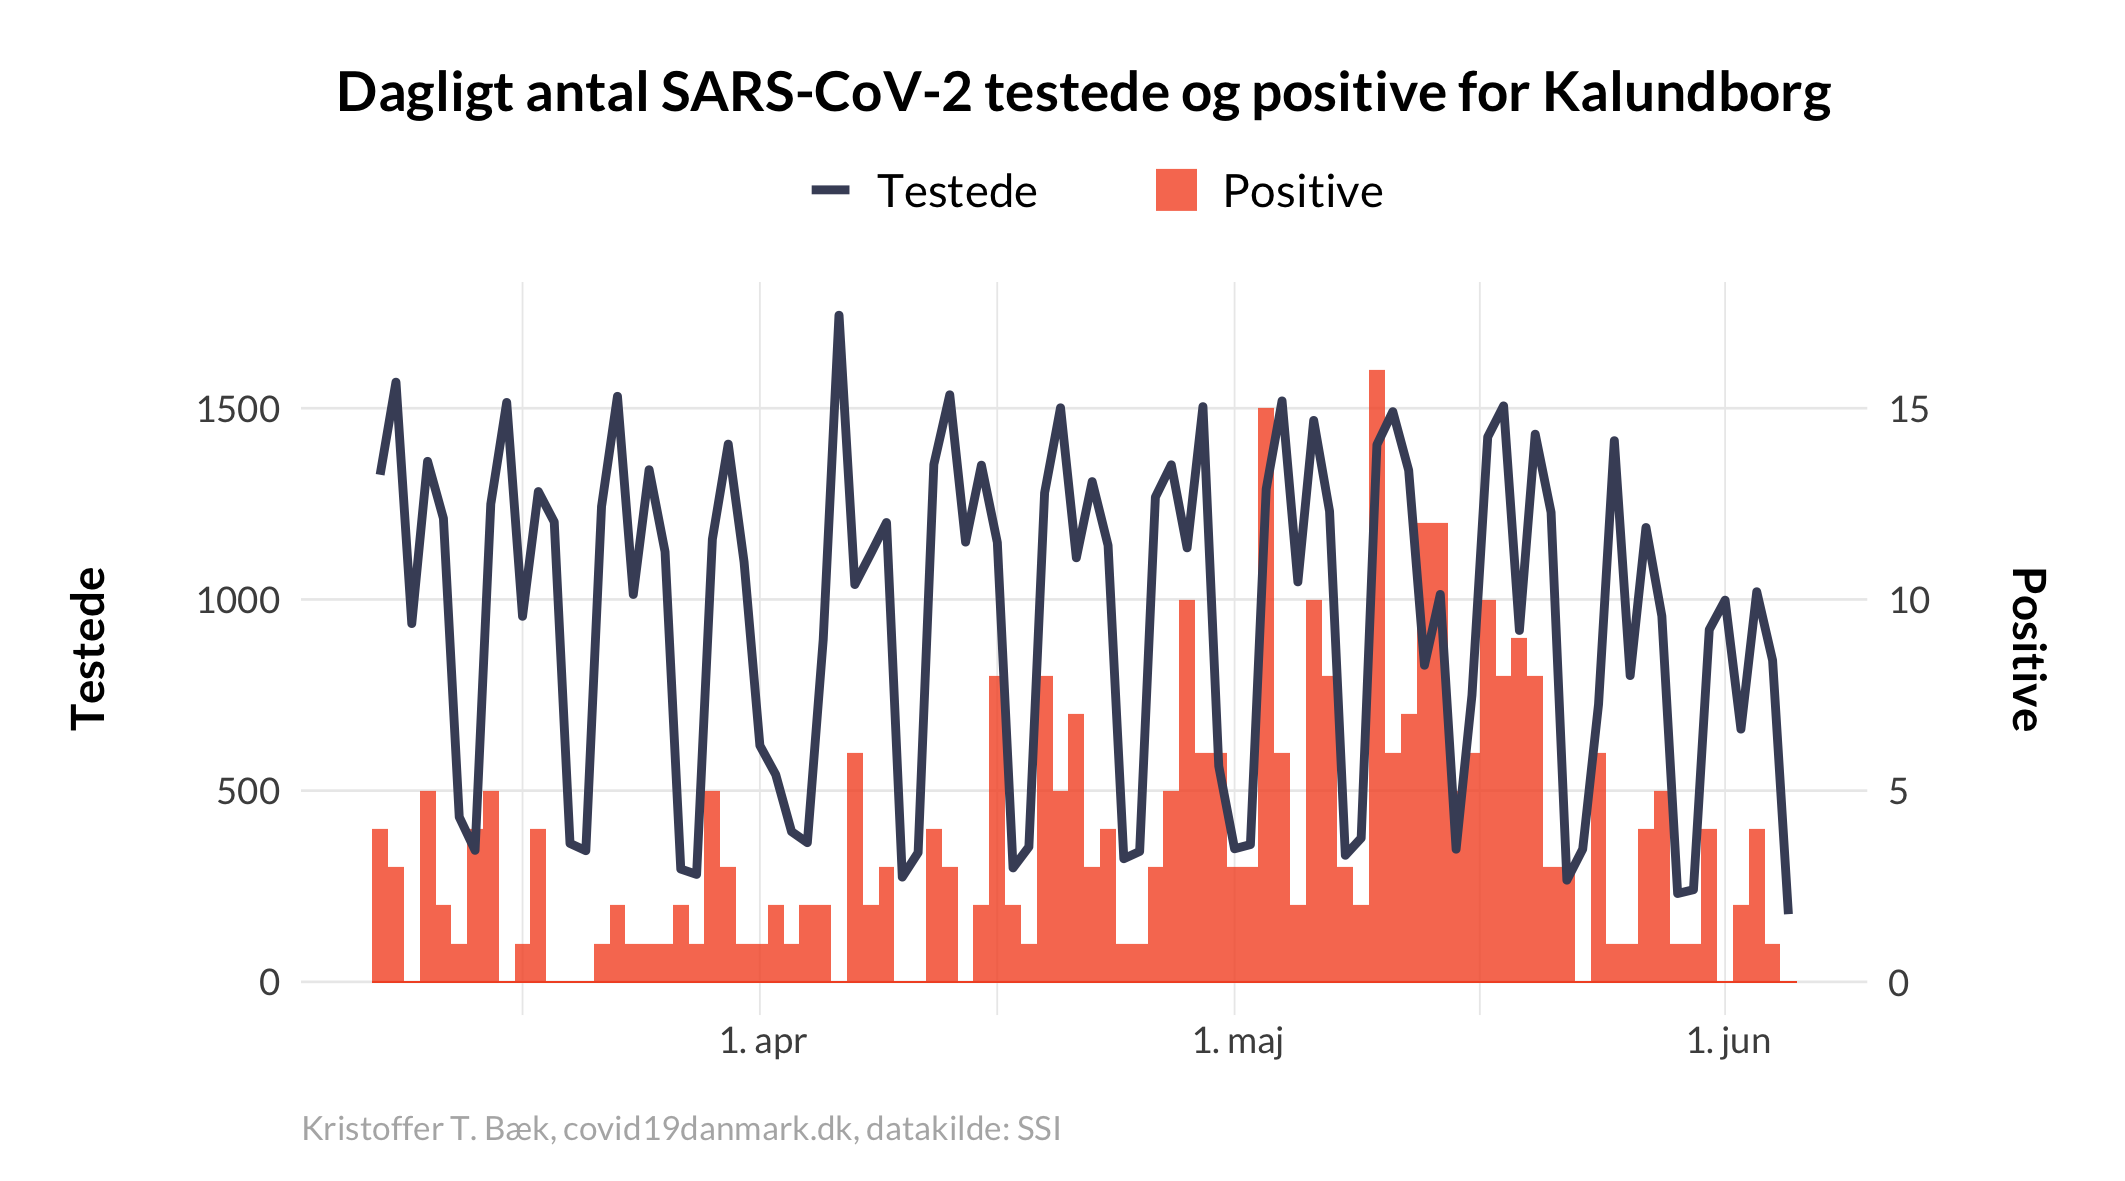 Dagligt antal SARS-CoV-2 testede og positive for Kalundborg
Testede
Positive
1500
1000
500
0
Testede
15
10
5
0
Positive
1. apr
1. maj
1. jun
Kristoffer T. Bæk, covid19danmark.dk, datakilde: SSI